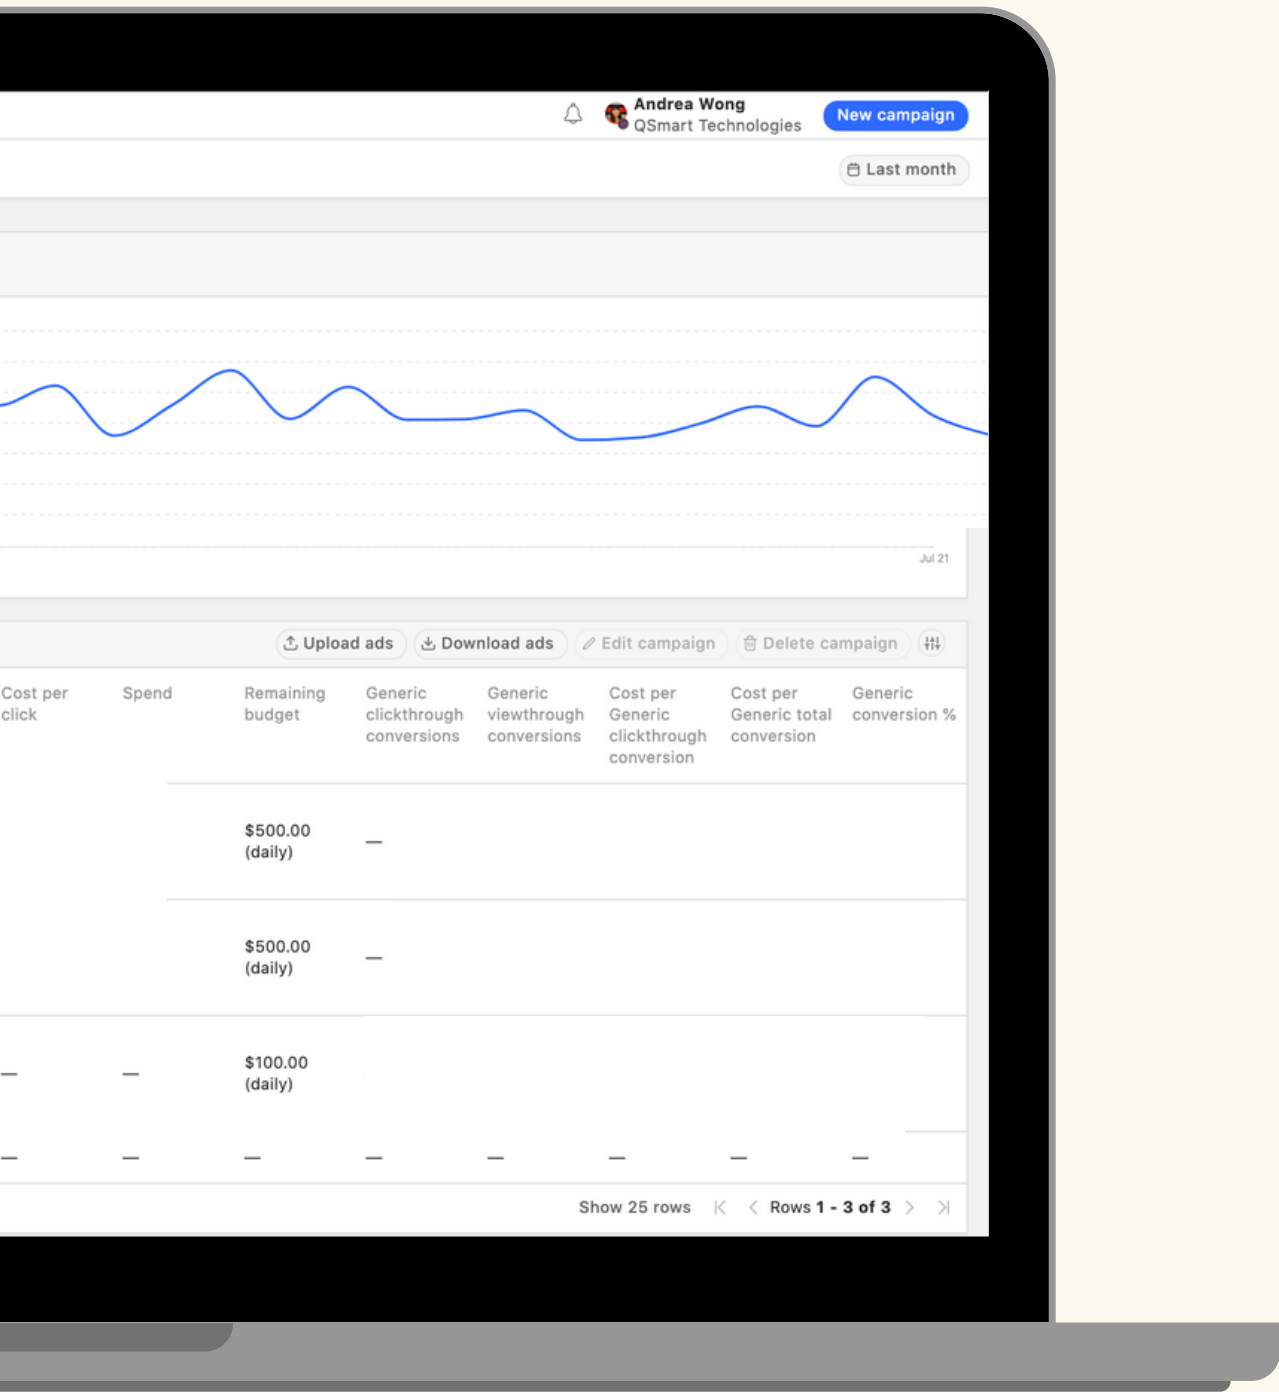 Andrea Wong
QSmart Technologies
New campaign
Last month
Jul 21
Upload ads
Download ads
Edit campaign
Delete campaign
Cost per
click
Spend
Remaining
budget
Generic
clickthrough
conversions
Generic
viewthrough
conversions
Cost per
Generic
clickthrough
conversion
Cost per
Generic total
conversion
Generic
conversion %
$500.00
(daily)
—
$500.00
(daily)
—
— — $100.00
(daily)
— — — — — — — —
Show 25 rows
Rows 1 - 3 of 3